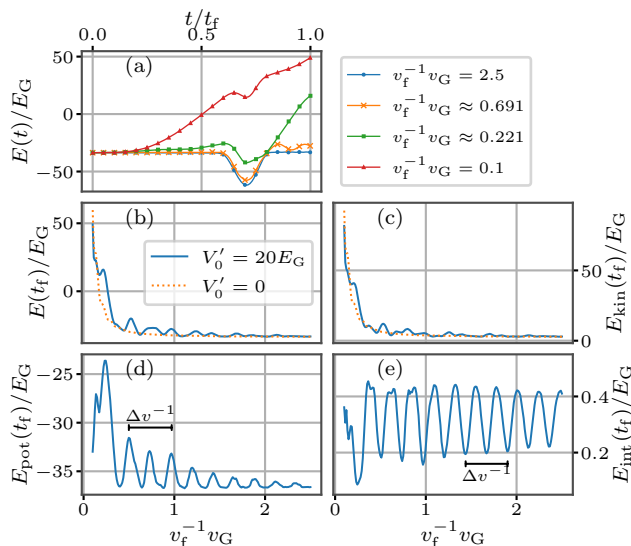 t/t_f
0.0 0.5 1.0
(a)
E(t)/E_G
50
0
−50
v_f^{-1}v_G = 2.5
v_f^{-1}v_G ≈ 0.691
v_f^{-1}v_G ≈ 0.221
v_f^{-1}v_G = 0.1
(b)
E(t_f)/E_G
50
0
V_0' = 20E_G
V_0' = 0
(c)
E_kin(t_f)/E_G
50
0
(d)
E_pot(t_f)/E_G
−25
−30
−35
Δv^{-1}
0 1 2
v_f^{-1}v_G
(e)
E_int(t_f)/E_G
0.4
0.2
Δv^{-1}
0 1 2
v_f^{-1}v_G